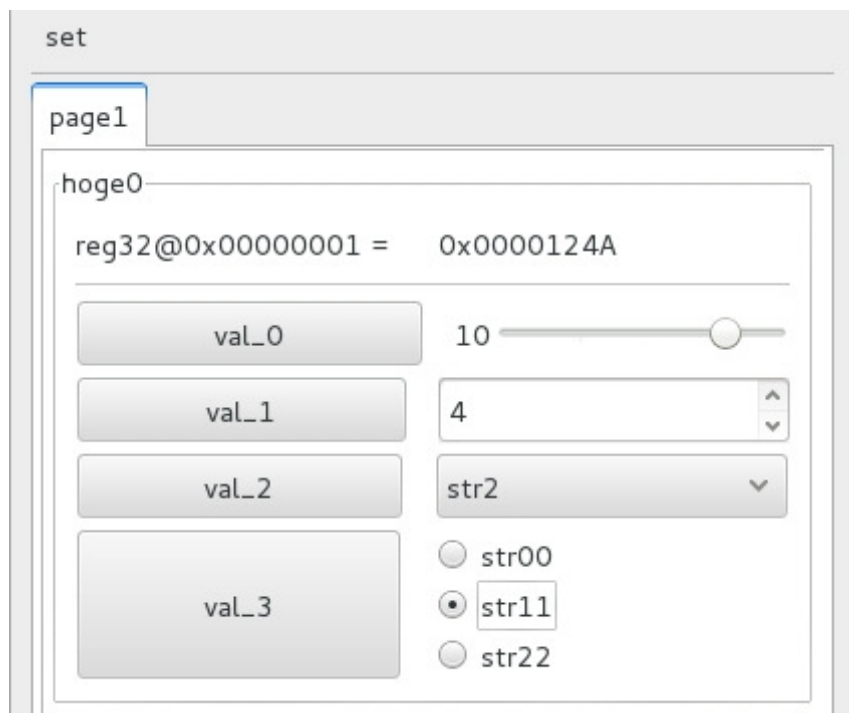 set
page1
hoge0
reg32@0x00000001 = 0x0000124A
val_0 10
val_1 4
val_2 str2
str00
val_3 str11
str22